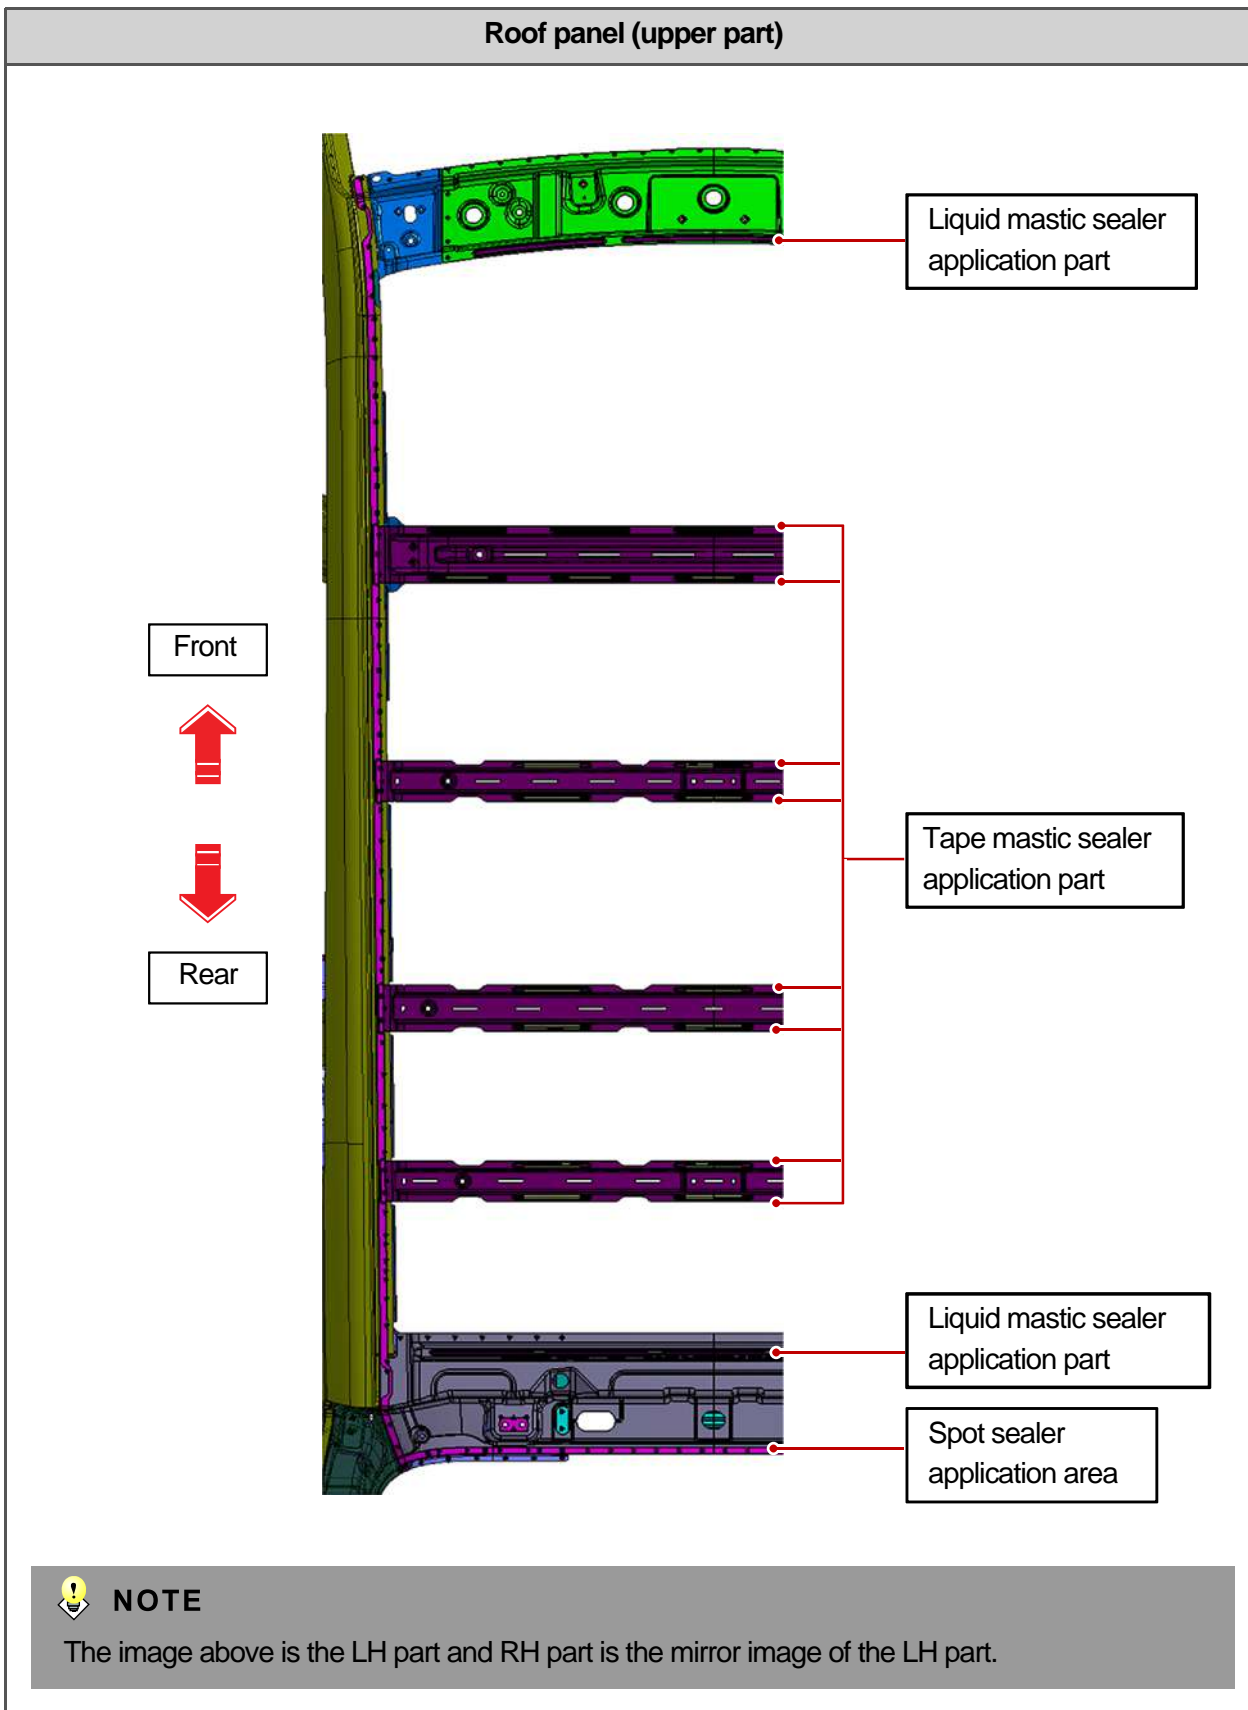 Roof panel (upper part)
Liquid mastic sealer
application part
Front
Tape mastic sealer
application part
Rear
Liquid mastic sealer
application part
Spot sealer
application area
NOTE
The image above is the LH part and RH part is the mirror image of the LH part.